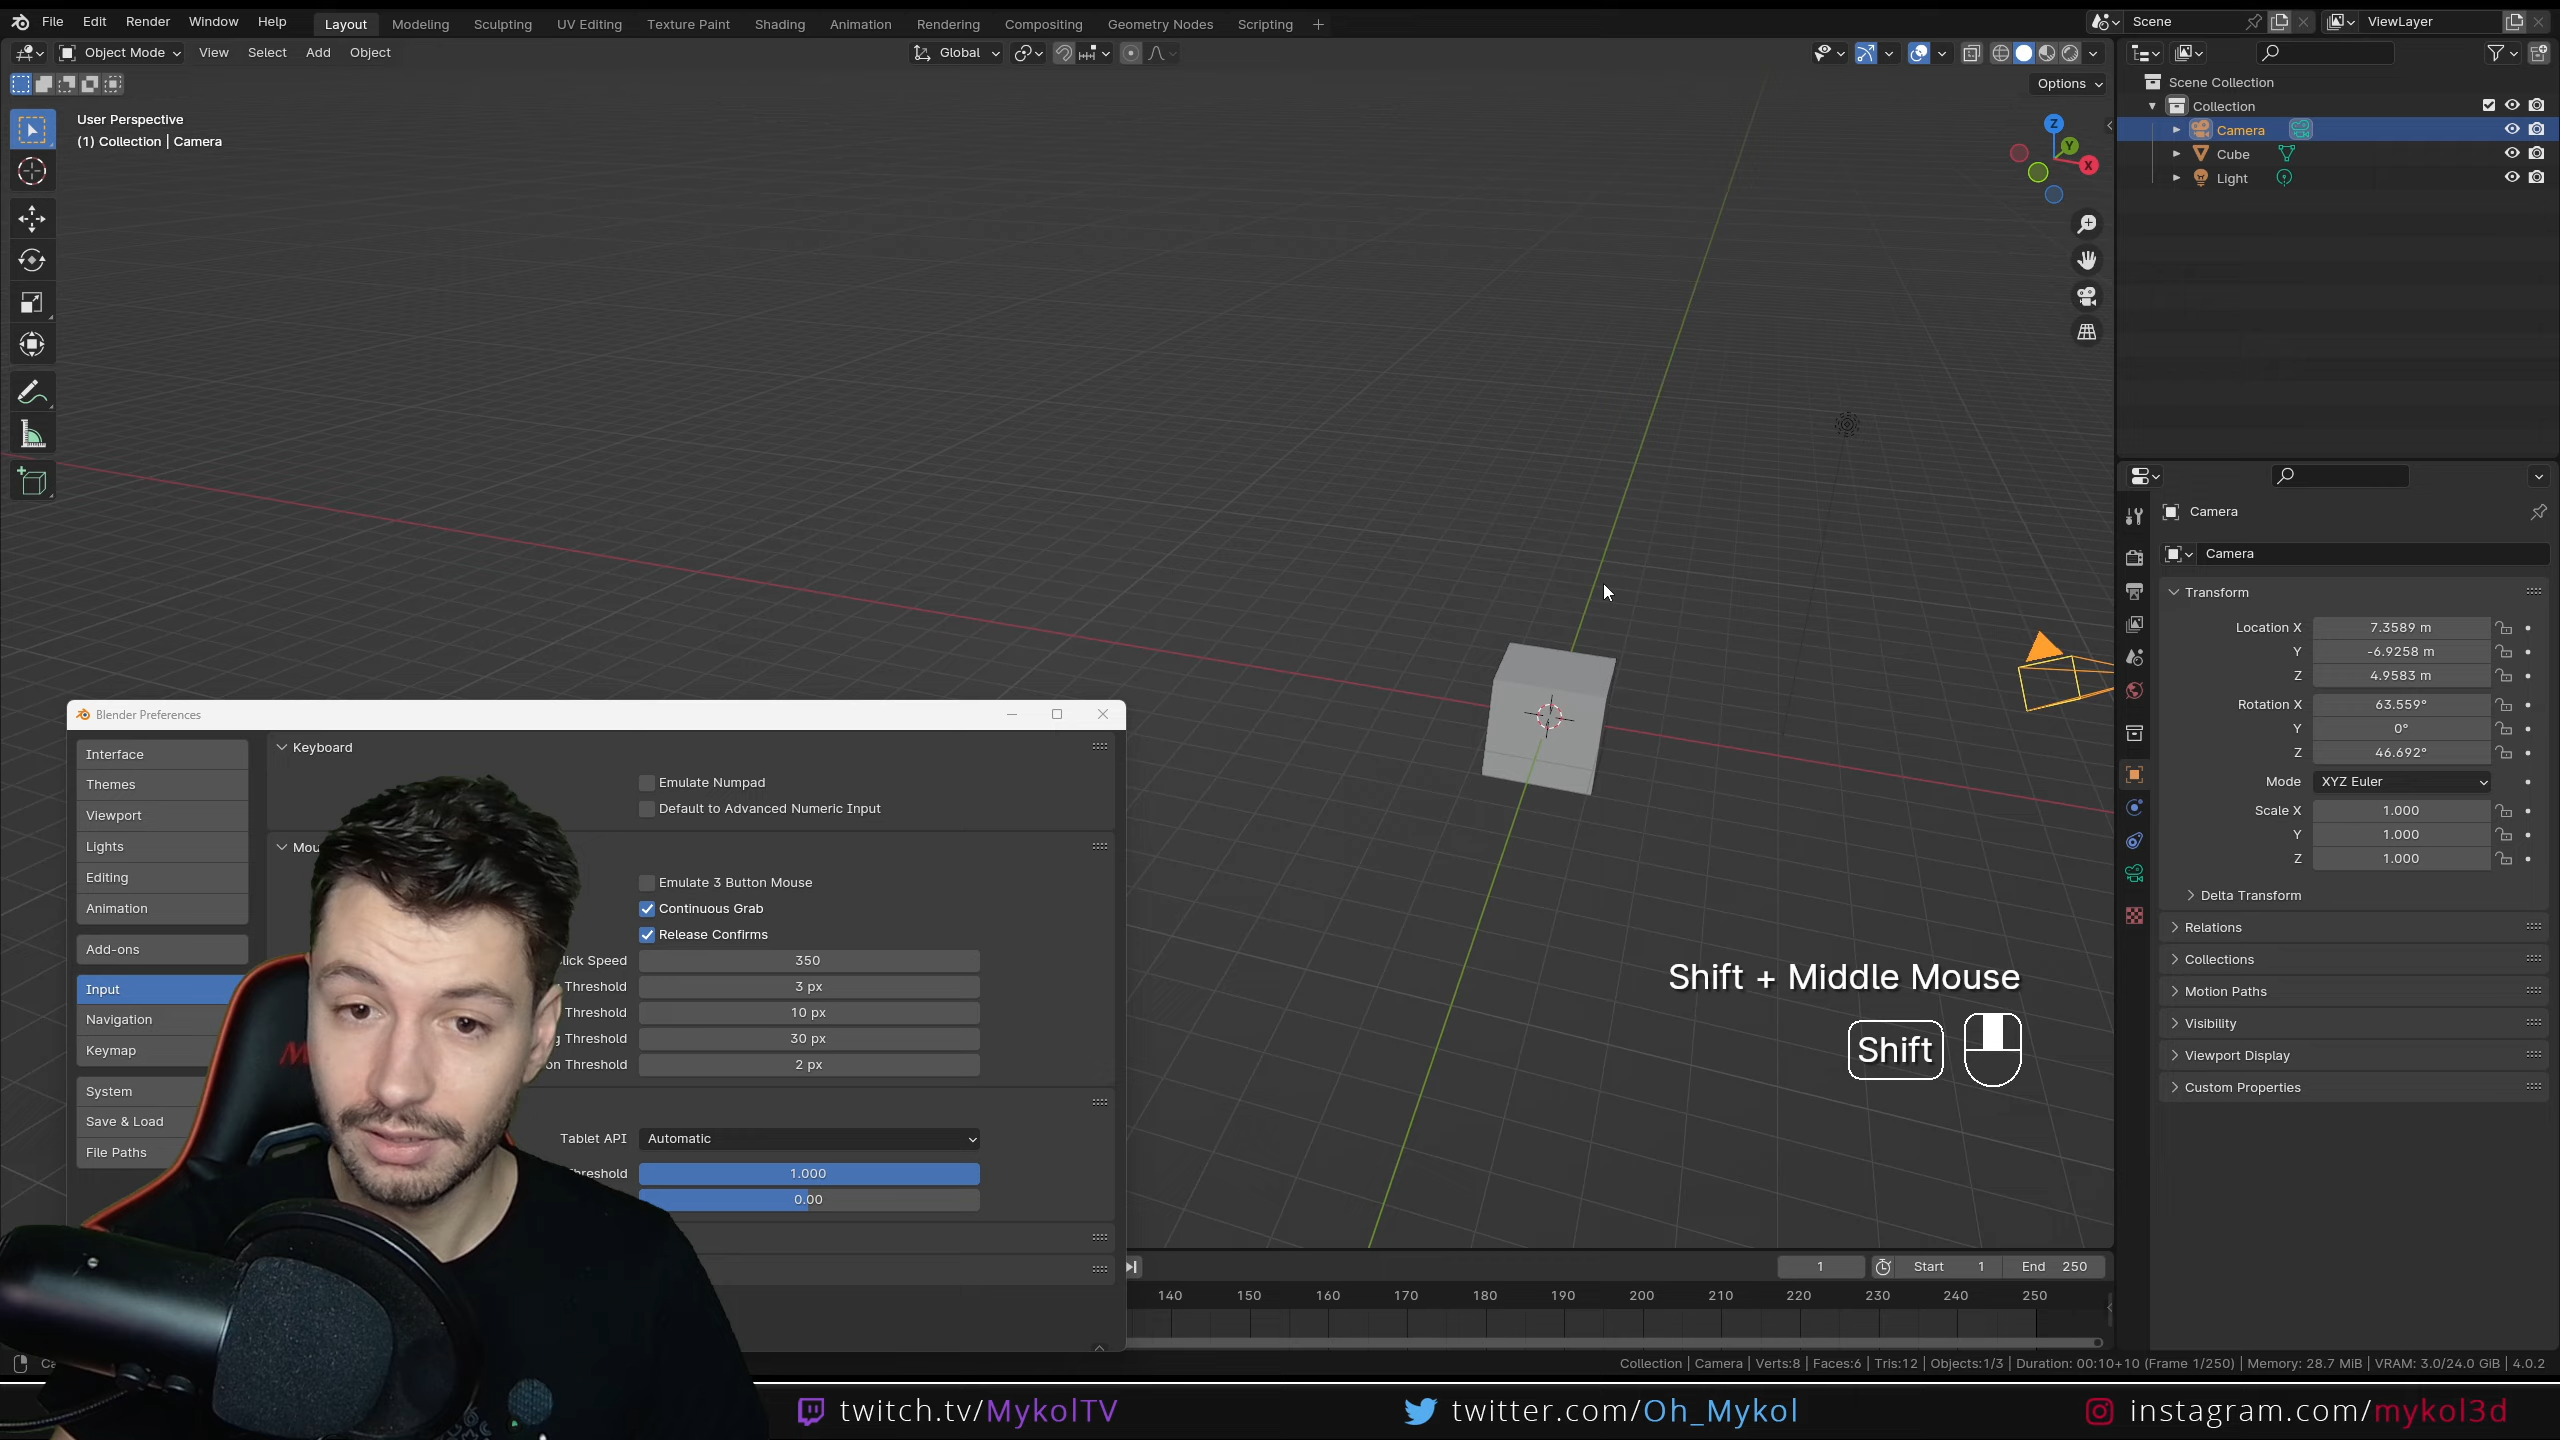 File Edit Render Window Help Layout Modeling Sculpting UV Editing Texture Paint Shading Animation Rendering Compositing Geometry Nodes Scripting + Scene ViewLayer
Object Mode View Select Add Object Global
Options
User Perspective
(1) Collection | Camera
Z
Y
X
Scene Collection
Collection
Camera
Cube
Light
Camera
Camera
Transform
Location X 7.3589 m
Y -6.9258 m
Z 4.9583 m
Rotation X 63.559°
Y 0°
Z 46.692°
Mode XYZ Euler
Scale X 1.000
Y 1.000
Z 1.000
Delta Transform
Relations
Collections
Motion Paths
Visibility
Viewport Display
Custom Properties
Blender Preferences
Interface
Themes
Viewport
Lights
Editing
Animation
Add-ons
Input
Navigation
Keymap
System
Save & Load
File Paths
Keyboard
Emulate Numpad
Default to Advanced Numeric Input
Mou
Emulate 3 Button Mouse
Continuous Grab
Release Confirms
lick Speed 350
Threshold 3 px
Threshold 10 px
g Threshold 30 px
on Threshold 2 px
Tablet API Automatic
hreshold 1.000
0.00
Shift + Middle Mouse
Shift
1 Start 1 End 250
140 150 160 170 180 190 200 210 220 230 240 250
Collection | Camera | Verts:8 | Faces:6 | Tris:12 | Objects:1/3 | Duration: 00:10+10 (Frame 1/250) | Memory: 28.7 MiB | VRAM: 3.0/24.0 GiB | 4.0.2
twitch.tv/MykolTV twitter.com/Oh_Mykol instagram.com/mykol3d